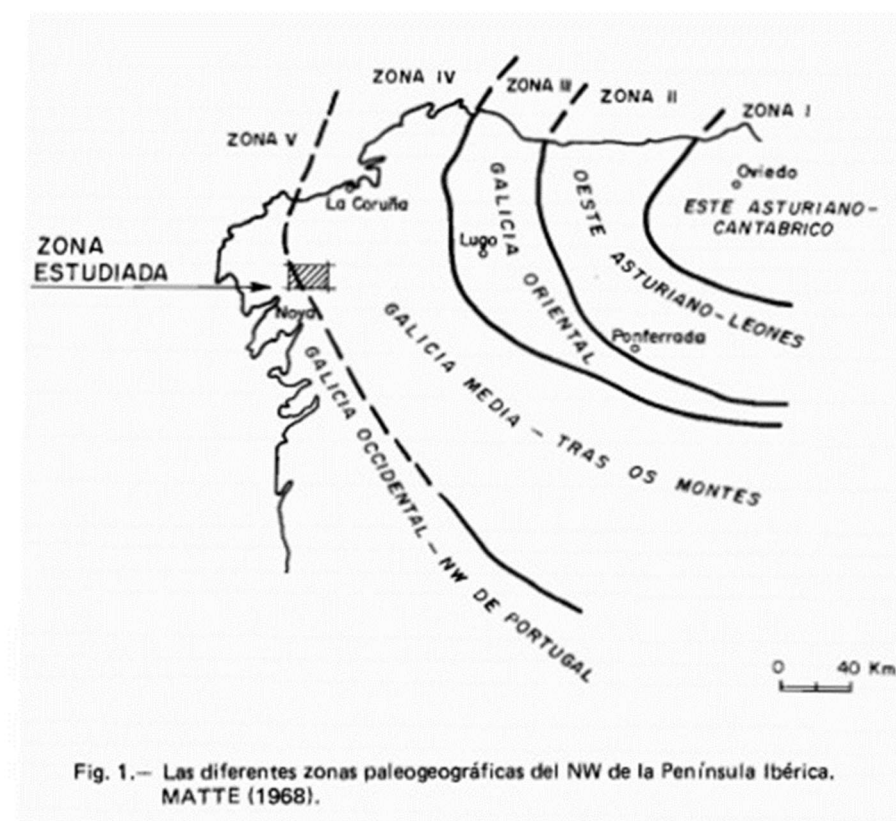 ZONA IV
ZONA III
ZONA II
ZONA I
ZONA V
Oviedo
ESTE ASTURIANO-
CANTABRICO
La Coruña
Lugo
GALICIA ORIENTAL
OESTE ASTURIANO-LEONES
ZONA
ESTUDIADA
Noya
Ponferrada
GALICIA MEDIA - TRAS OS MONTES
GALICIA OCCIDENTAL - NW DE PORTUGAL
0 40 Km
Fig. 1.— Las diferentes zonas paleogeográficas del NW de la Península Ibérica.
MATTE (1968).